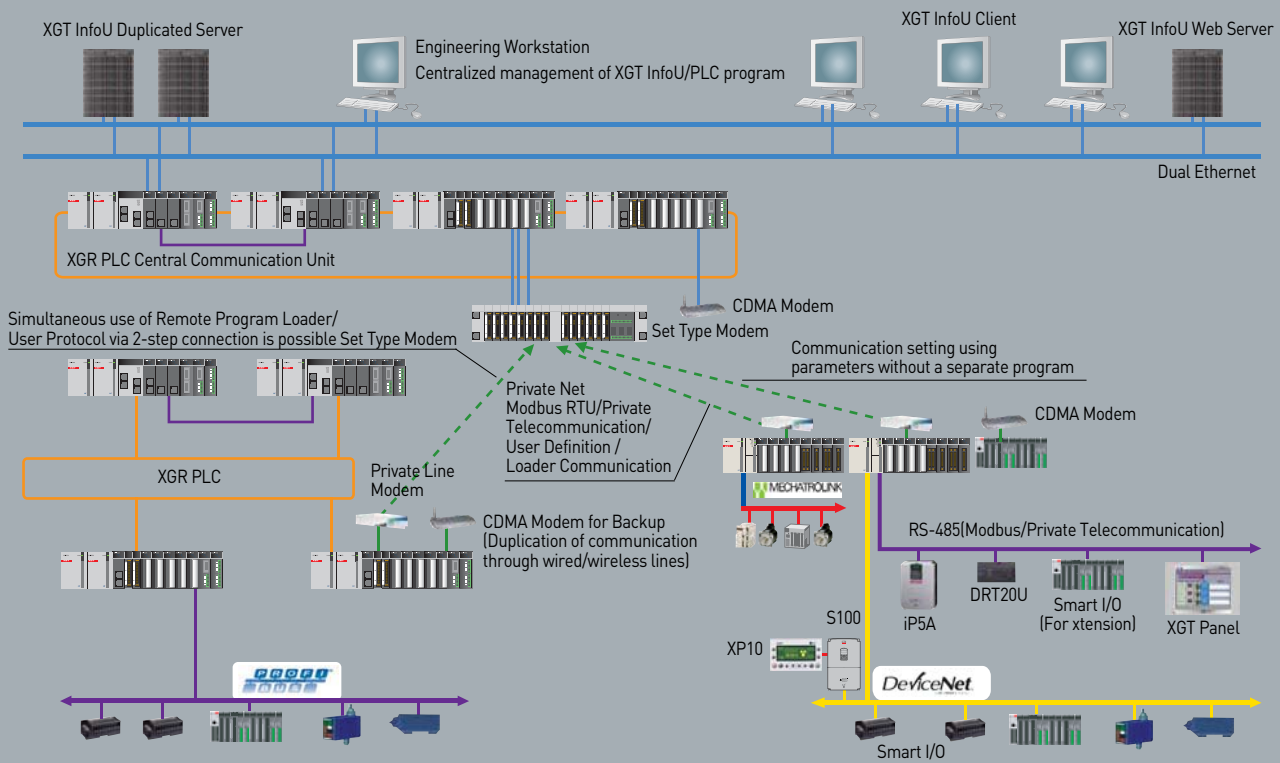 XGT InfoU Duplicated Server
Engineering Workstation
Centralized management of XGT InfoU/PLC program
XGT InfoU Client
XGT InfoU Web Server
Dual Ethernet
XGR PLC Central Communication Unit
CDMA Modem
Set Type Modem
Simultaneous use of Remote Program Loader/
User Protocol via 2-step connection is possible Set Type Modem
Communication setting using
parameters without a separate program
Private Net
Modbus RTU/Private
Telecommunication/
User Definition /
Loader Communication
CDMA Modem
XGR PLC
Private Line
Modem
MECHATROLINK
CDMA Modem for Backup
(Duplication of communication
through wired/wireless lines)
RS-485(Modbus/Private Telecommunication)
iP5A
DRT20U
Smart I/O
(For xtension)
XGT Panel
S100
XP10
PROFI
BUS
DeviceNet
Smart I/O